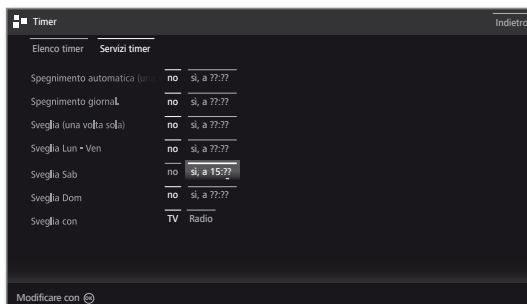 Timer Indietro
Elenco timer Servizi timer
Spegnimento automatica (una no sì, a ??:??
Spegnimento giornal. no sì, a ??:??
Sveglia (una volta sola) no sì, a ??:??
Sveglia Lun - Ven no sì, a ??:??
Sveglia Sab no sì, a 15:??
Sveglia Dom no sì, a ??:??
Sveglia con TV Radio
Modificare con OK